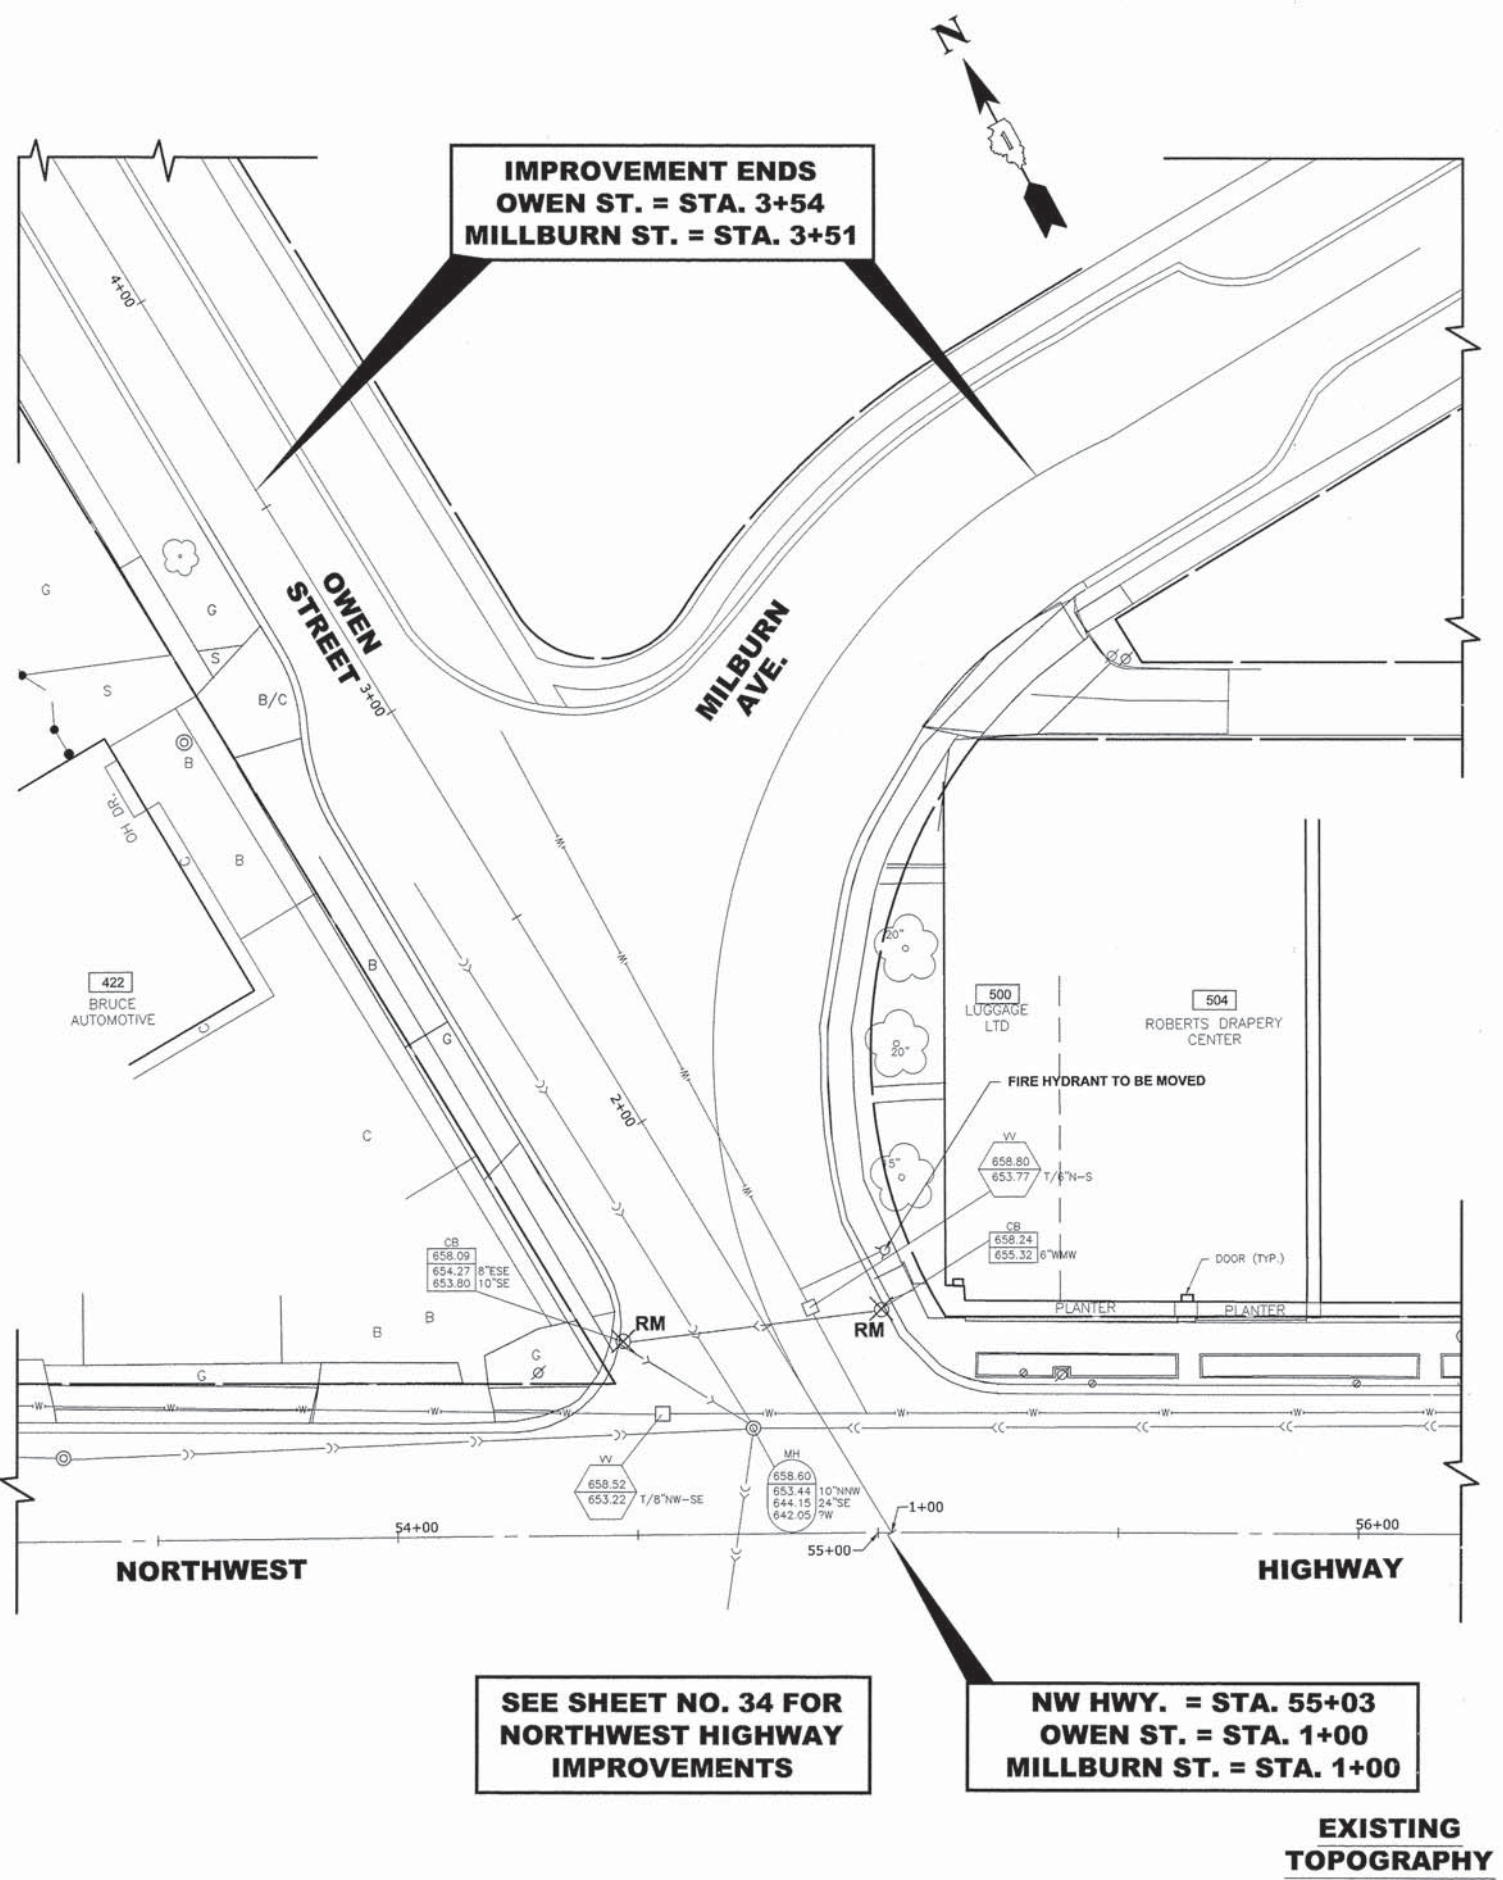 N
IMPROVEMENT ENDS
OWEN ST. = STA. 3+54
MILLBURN ST. = STA. 3+51
4+00
OWEN
STREET
3+00
MILBURN
AVE.
G
G
S
S
B/C
B
OH DR.
C
B
B
422
BRUCE
AUTOMOTIVE
C
G
C
2+00
W
W
W
W
20"
20"
5"
500
LUGGAGE
LTD
504
ROBERTS DRAPERY
CENTER
FIRE HYDRANT TO BE MOVED
VV
658.80
653.77 T/6"N-S
CB
658.24
655.32 6"WMW
DOOR (TYP.)
PLANTER
PLANTER
CB
658.09
654.27 8"ESE
653.80 10"SE
RM
RM
B
B
G
G
W
W
W
W
W
W
W
W
W
W
W
VV
658.52
653.22 T/8"NW-SE
MH
658.60
653.44 10"NNW
644.15 24"SE
642.05 ?W
1+00
54+00
55+00
56+00
NORTHWEST
HIGHWAY
SEE SHEET NO. 34 FOR
NORTHWEST HIGHWAY
IMPROVEMENTS
NW HWY. = STA. 55+03
OWEN ST. = STA. 1+00
MILLBURN ST. = STA. 1+00
EXISTING
TOPOGRAPHY